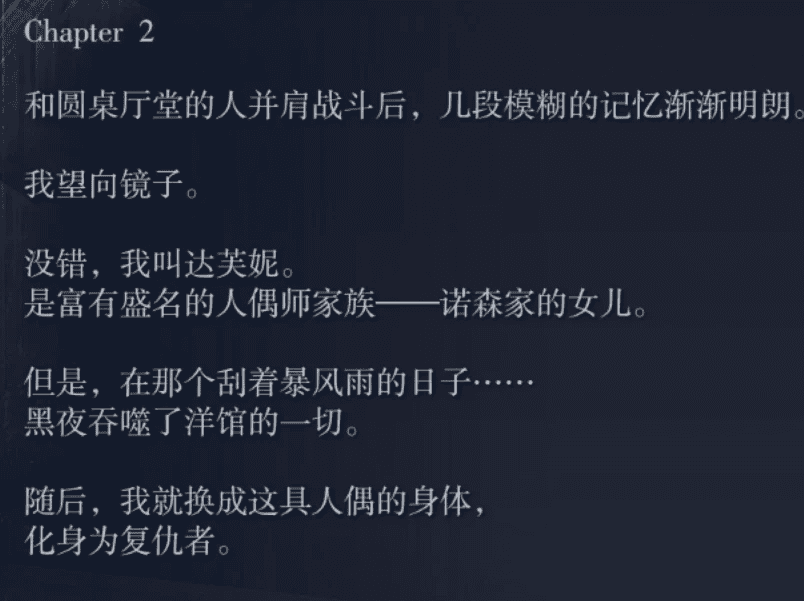 Chapter 2
和圆桌厅堂的人并肩战斗后，几段模糊的记忆渐渐明朗。
我望向镜子。
没错，我叫达芙妮。
是富有盛名的人偶师家族——诺森家的女儿。
但是，在那个刮着暴风雨的日子……
黑夜吞噬了洋馆的一切。
随后，我就换成这具人偶的身体，
化身为复仇者。